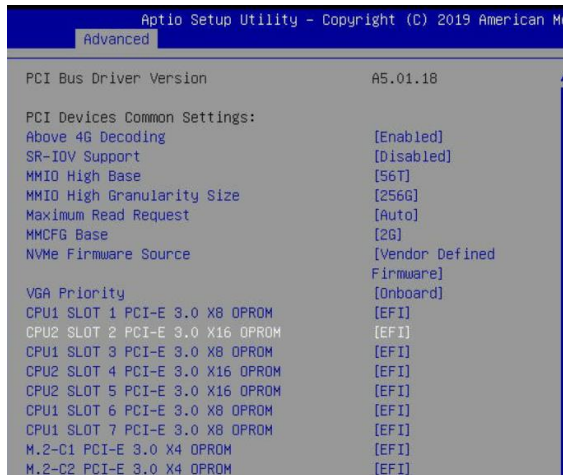 Aptio Setup Utility – Copyright (C) 2019 American
Advanced
PCI Bus Driver Version A5.01.18
PCI Devices Common Settings:
Above 4G Decoding [Enabled]
SR-IOV Support [Disabled]
MMIO High Base [56T]
MMIO High Granularity Size [256G]
Maximum Read Request [Auto]
MMCFG Base [2G]
NVMe Firmware Source [Vendor Defined
Firmware]
VGA Priority [Onboard]
CPU1 SLOT 1 PCI-E 3.0 X8 OPROM [EFI]
CPU2 SLOT 2 PCI-E 3.0 X16 OPROM [EFI]
CPU1 SLOT 3 PCI-E 3.0 X8 OPROM [EFI]
CPU2 SLOT 4 PCI-E 3.0 X16 OPROM [EFI]
CPU2 SLOT 5 PCI-E 3.0 X16 OPROM [EFI]
CPU1 SLOT 6 PCI-E 3.0 X8 OPROM [EFI]
CPU1 SLOT 7 PCI-E 3.0 X8 OPROM [EFI]
M.2-C1 PCI-E 3.0 X4 OPROM [EFI]
M.2-C2 PCI-E 3.0 X4 OPROM [EFI]